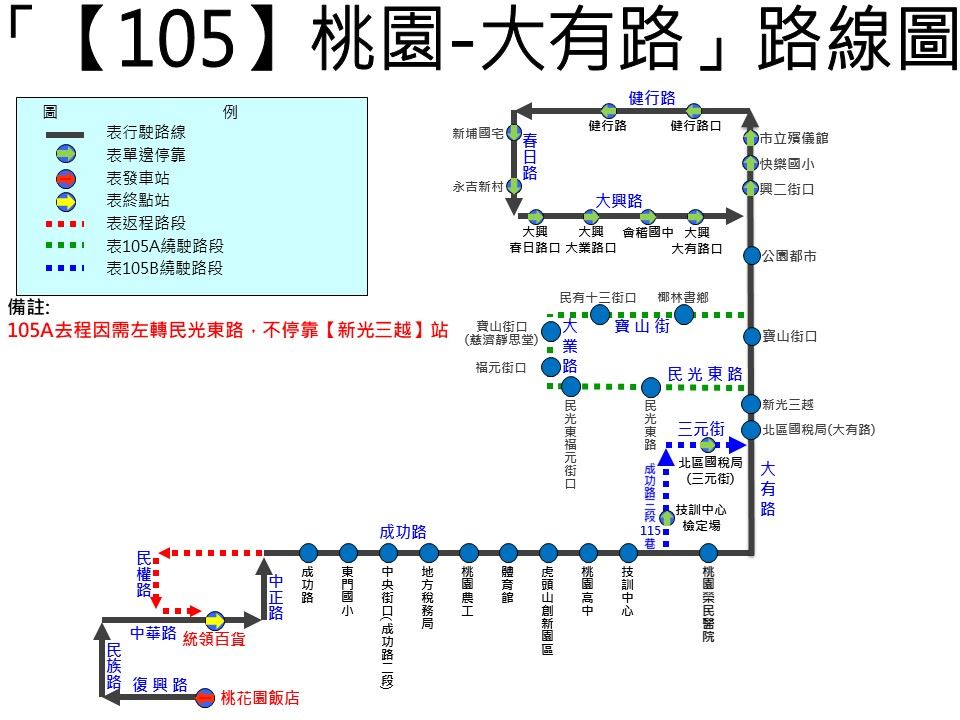 「【105】桃園-大有路」路線圖
圖 例
表行駛路線
表單邊停靠
表發車站
表終點站
表返程路段
表105A繞駛路段
表105B繞駛路段
備註:
105A去程因需左轉民光東路，不停靠【新光三越】站
健行路
健行路
健行路口
新埔國宅
春日路
永吉新村
市立殯儀館
快樂國小
興二街口
大興路
大興
春日路口
大興
大業路口
會稽國中
大興
大有路口
公園都市
民有十三街口
椰林書鄉
寶山街口
(慈濟靜思堂)
大業路
寶山街
寶山街口
福元街口
民光東路
新光三越
民光東福元街口
民光東路
三元街
北區國稅局(大有路)
北區國稅局
(三元街)
大有路
成功路二段
115
巷
技訓中心
檢定場
成功路
成功路
東門國小
中央街口(成功路二段)
地方稅務局
桃園農工
體育館
虎頭山創新園區
桃園高中
技訓中心
桃園榮民醫院
民權路
中正路
中華路
統領百貨
民族路
復興路
桃花園飯店